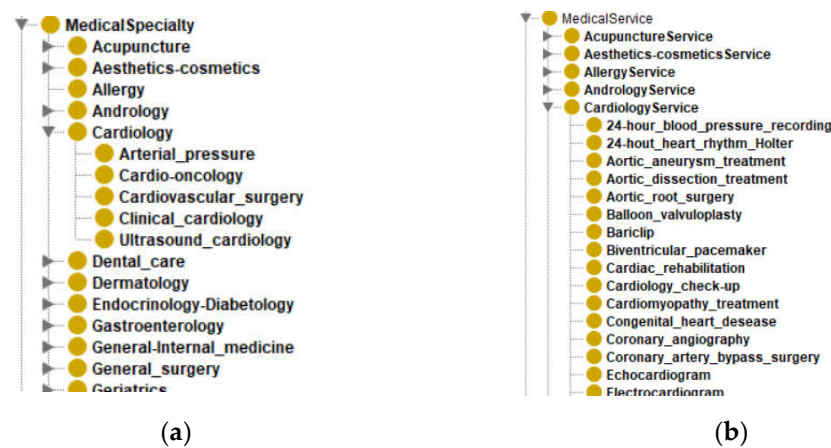 MedicalSpecialty
Acupuncture
Aesthetics-cosmetics
Allergy
Andrology
Cardiology
Arterial_pressure
Cardio-oncology
Cardiovascular_surgery
Clinical_cardiology
Ultrasound_cardiology
Dental_care
Dermatology
Endocrinology-Diabetology
Gastroenterology
General-Internal_medicine
General_surgery
Geriatrics
(a)
MedicalService
AcupunctureService
Aesthetics-cosmeticsService
AllergyService
AndrologyService
CardiologyService
24-hour_blood_pressure_recording
24-hout_heart_rhythm_Holter
Aortic_aneurysm_treatment
Aortic_dissection_treatment
Aortic_root_surgery
Balloon_valvuloplasty
Bariclip
Biventricular_pacemaker
Cardiac_rehabilitation
Cardiology_check-up
Cardiomyopathy_treatment
Congenital_heart_desease
Coronary_angiography
Coronary_artery_bypass_surgery
Echocardiogram
Electrocardiogram
(b)